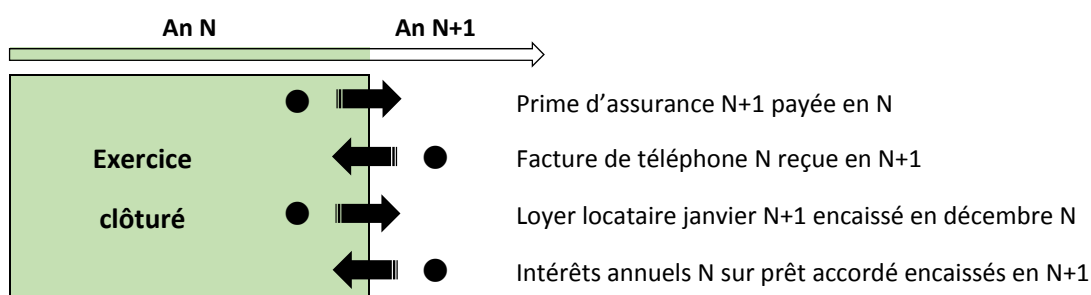 An N
An N+1
Prime d’assurance N+1 payée en N
Exercice
Facture de téléphone N reçue en N+1
clôturé
Loyer locataire janvier N+1 encaissé en décembre N
Intérêts annuels N sur prêt accordé encaissés en N+1